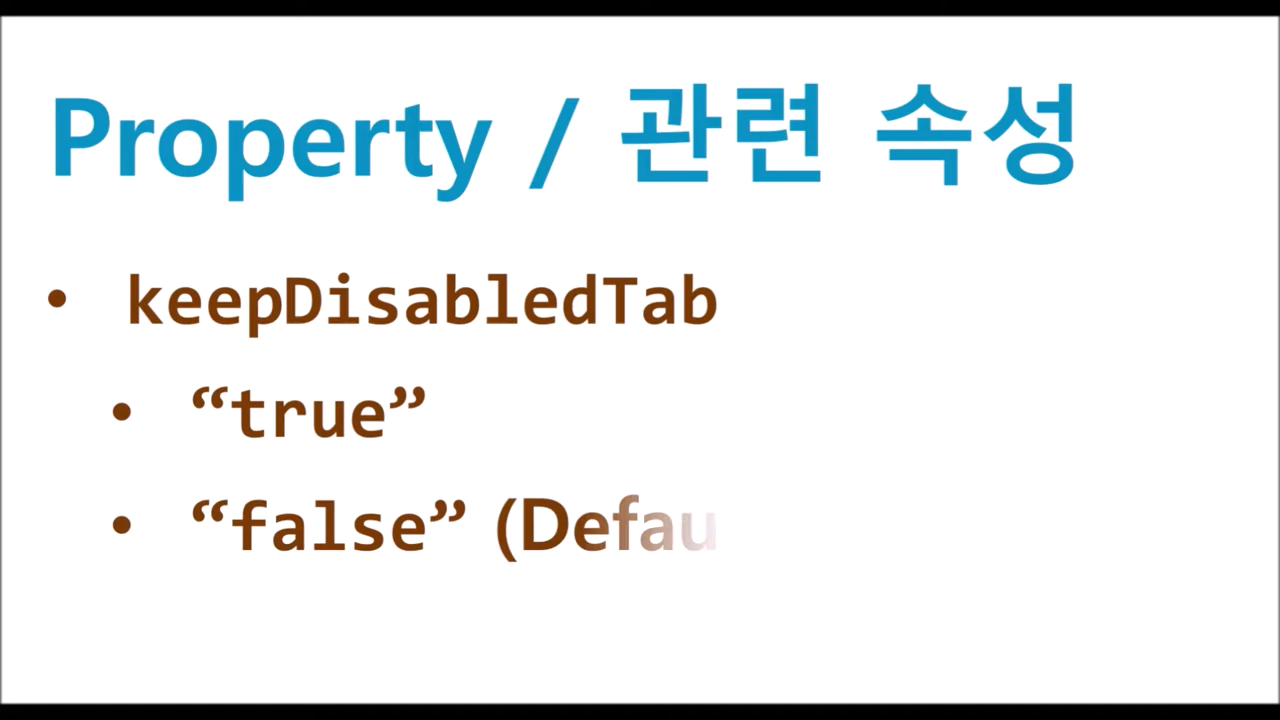 Property / 관련 속성
• keepDisabledTab
• “true”
• “false” (Defau